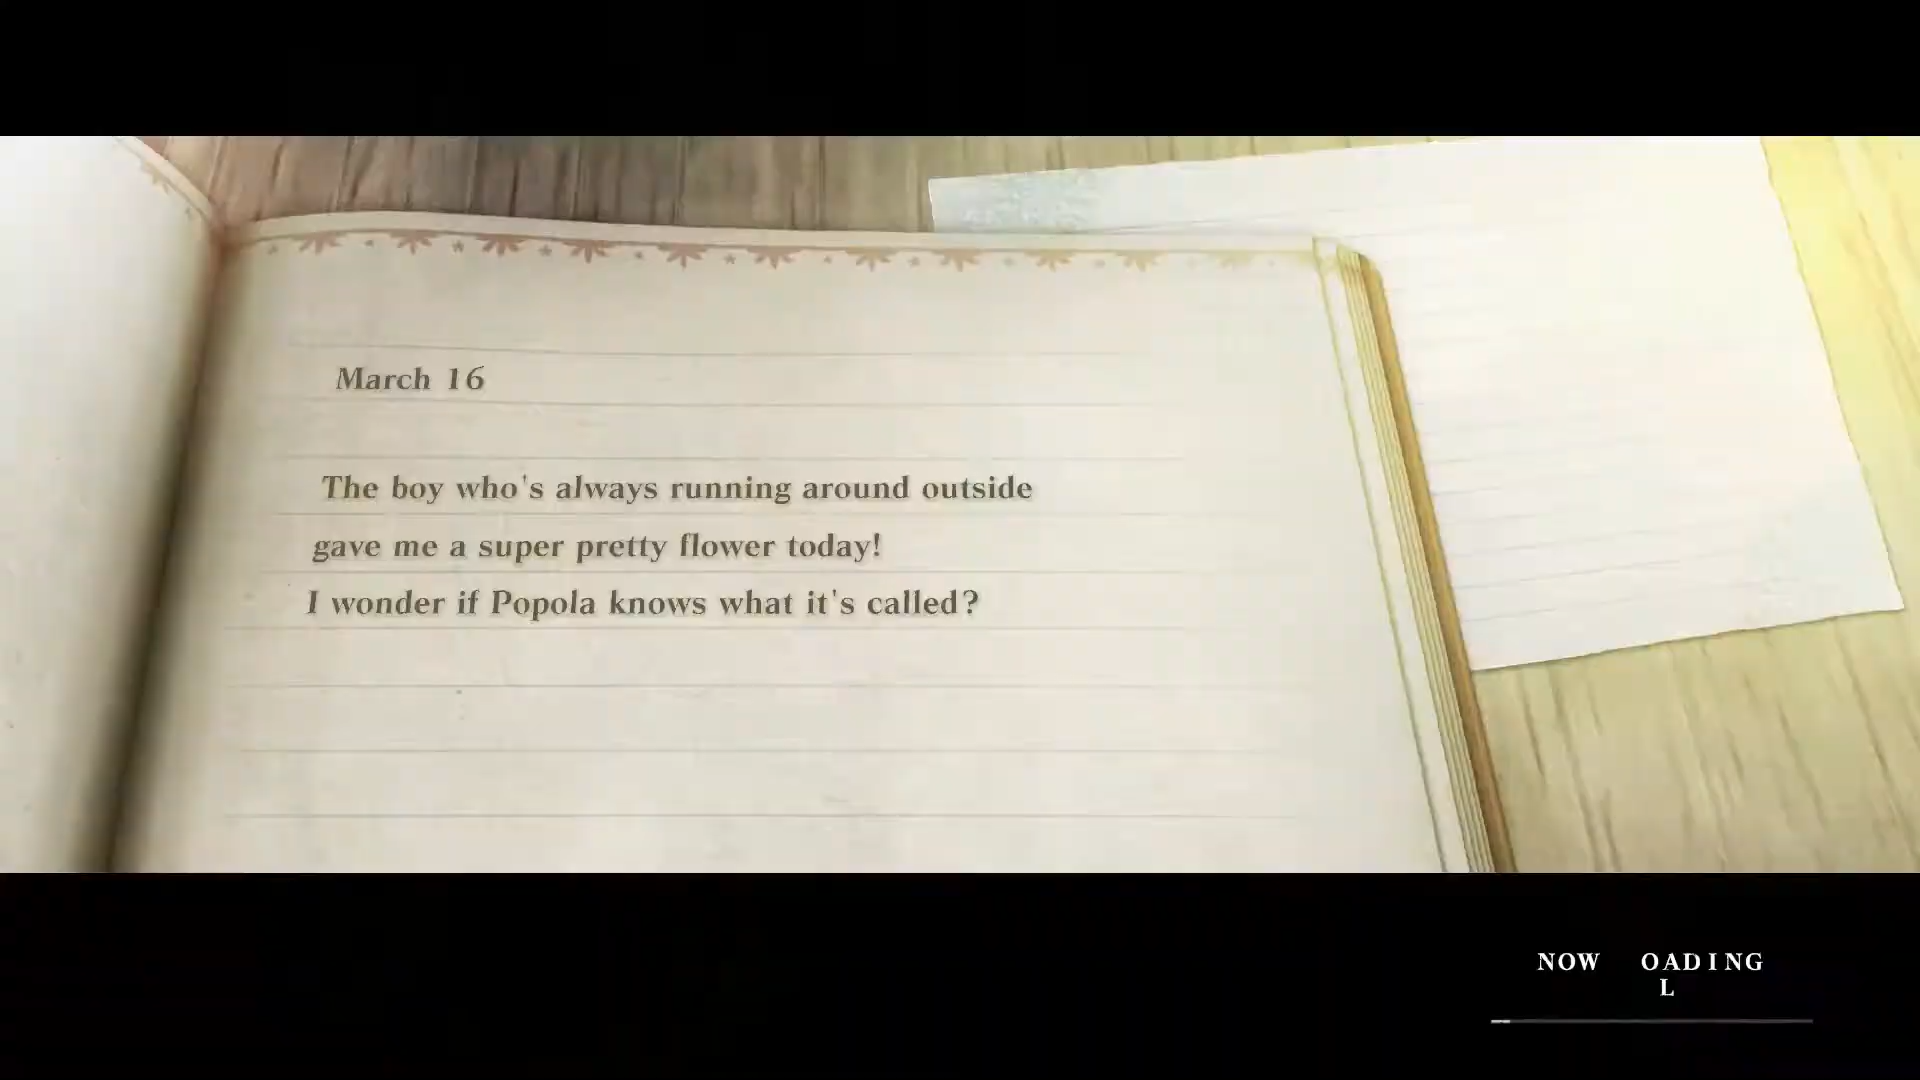 March 16
The boy who's always running around outside
gave me a super pretty flower today!
I wonder if Popola knows what it's called?
NOW OADING
L